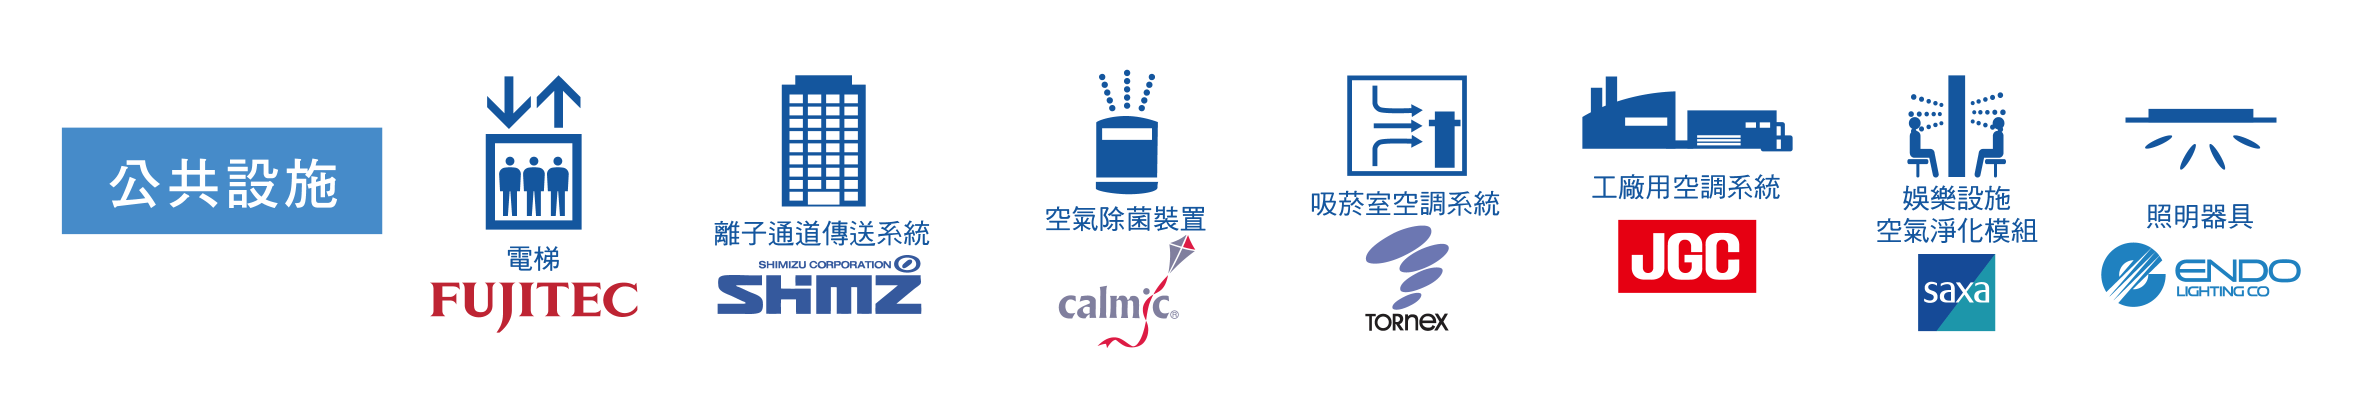 公共設施
電梯
FUJITEC
離子通道傳送系統
SHIMIZU CORPORATION
SHIMZ
空氣除菌裝置
calmic®
吸菸室空調系統
TORNEX
工廠用空調系統
JGC
娛樂設施
空氣淨化模組
saxa
照明器具
ENDO
LIGHTING CO